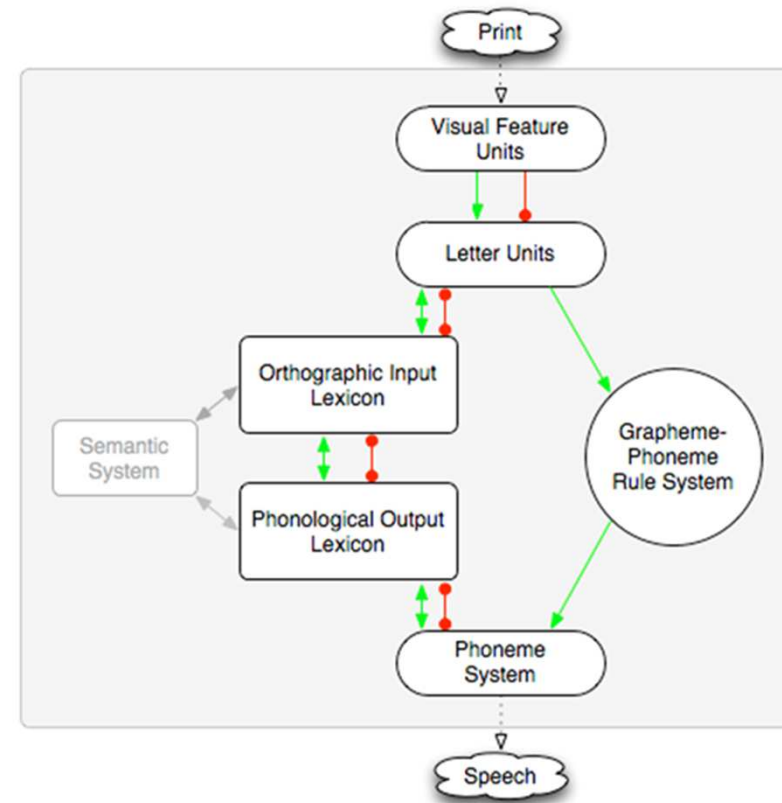 Print
Visual Feature
Units
Letter Units
Orthographic Input
Lexicon
Semantic
System
Grapheme-
Phoneme
Rule System
Phonological Output
Lexicon
Phoneme
System
Speech